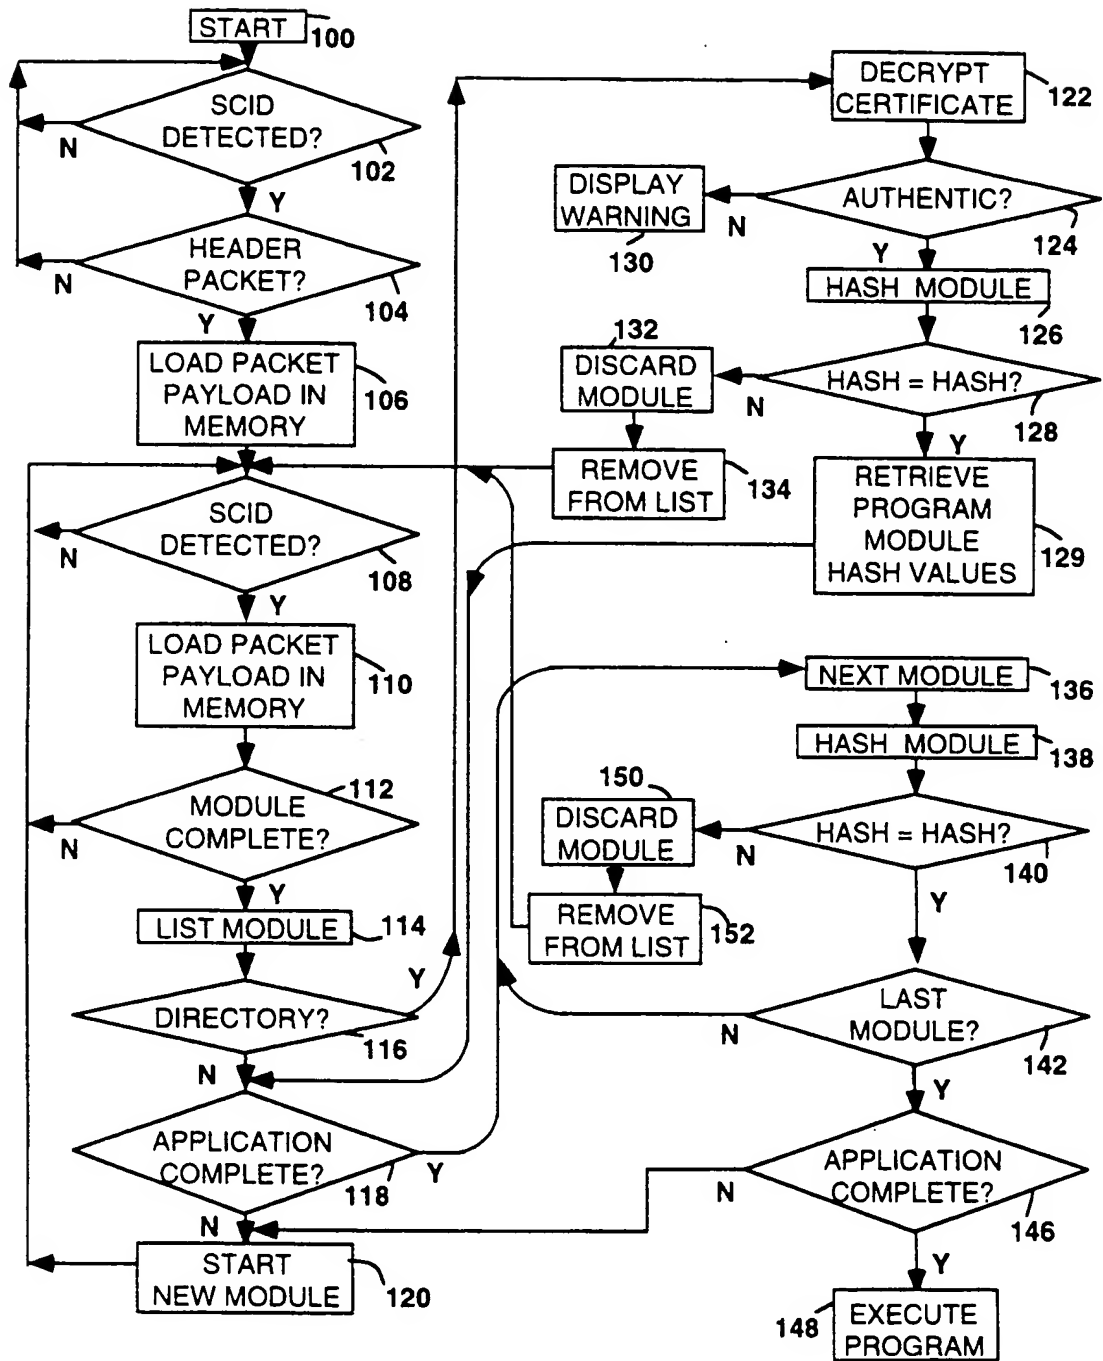 START
100
SCID
DETECTED?
N
102
Y
HEADER
PACKET?
N
104
Y
LOAD PACKET
PAYLOAD IN
MEMORY
106
SCID
DETECTED?
N
108
Y
LOAD PACKET
PAYLOAD IN
MEMORY
110
112
MODULE
COMPLETE?
N
Y
LIST MODULE
114
Y
DIRECTORY?
116
N
APPLICATION
COMPLETE?
Y
118
N
START
NEW MODULE
120
DECRYPT
CERTIFICATE
122
DISPLAY
WARNING
130
AUTHENTIC?
N
124
Y
HASH MODULE
126
132
DISCARD
MODULE
HASH = HASH?
N
128
Y
REMOVE
FROM LIST
134
RETRIEVE
PROGRAM
MODULE
HASH VALUES
129
NEXT MODULE
136
HASH MODULE
138
150
DISCARD
MODULE
HASH = HASH?
N
140
Y
REMOVE
FROM LIST
152
LAST
MODULE?
N
142
Y
APPLICATION
COMPLETE?
N
146
Y
148
EXECUTE
PROGRAM